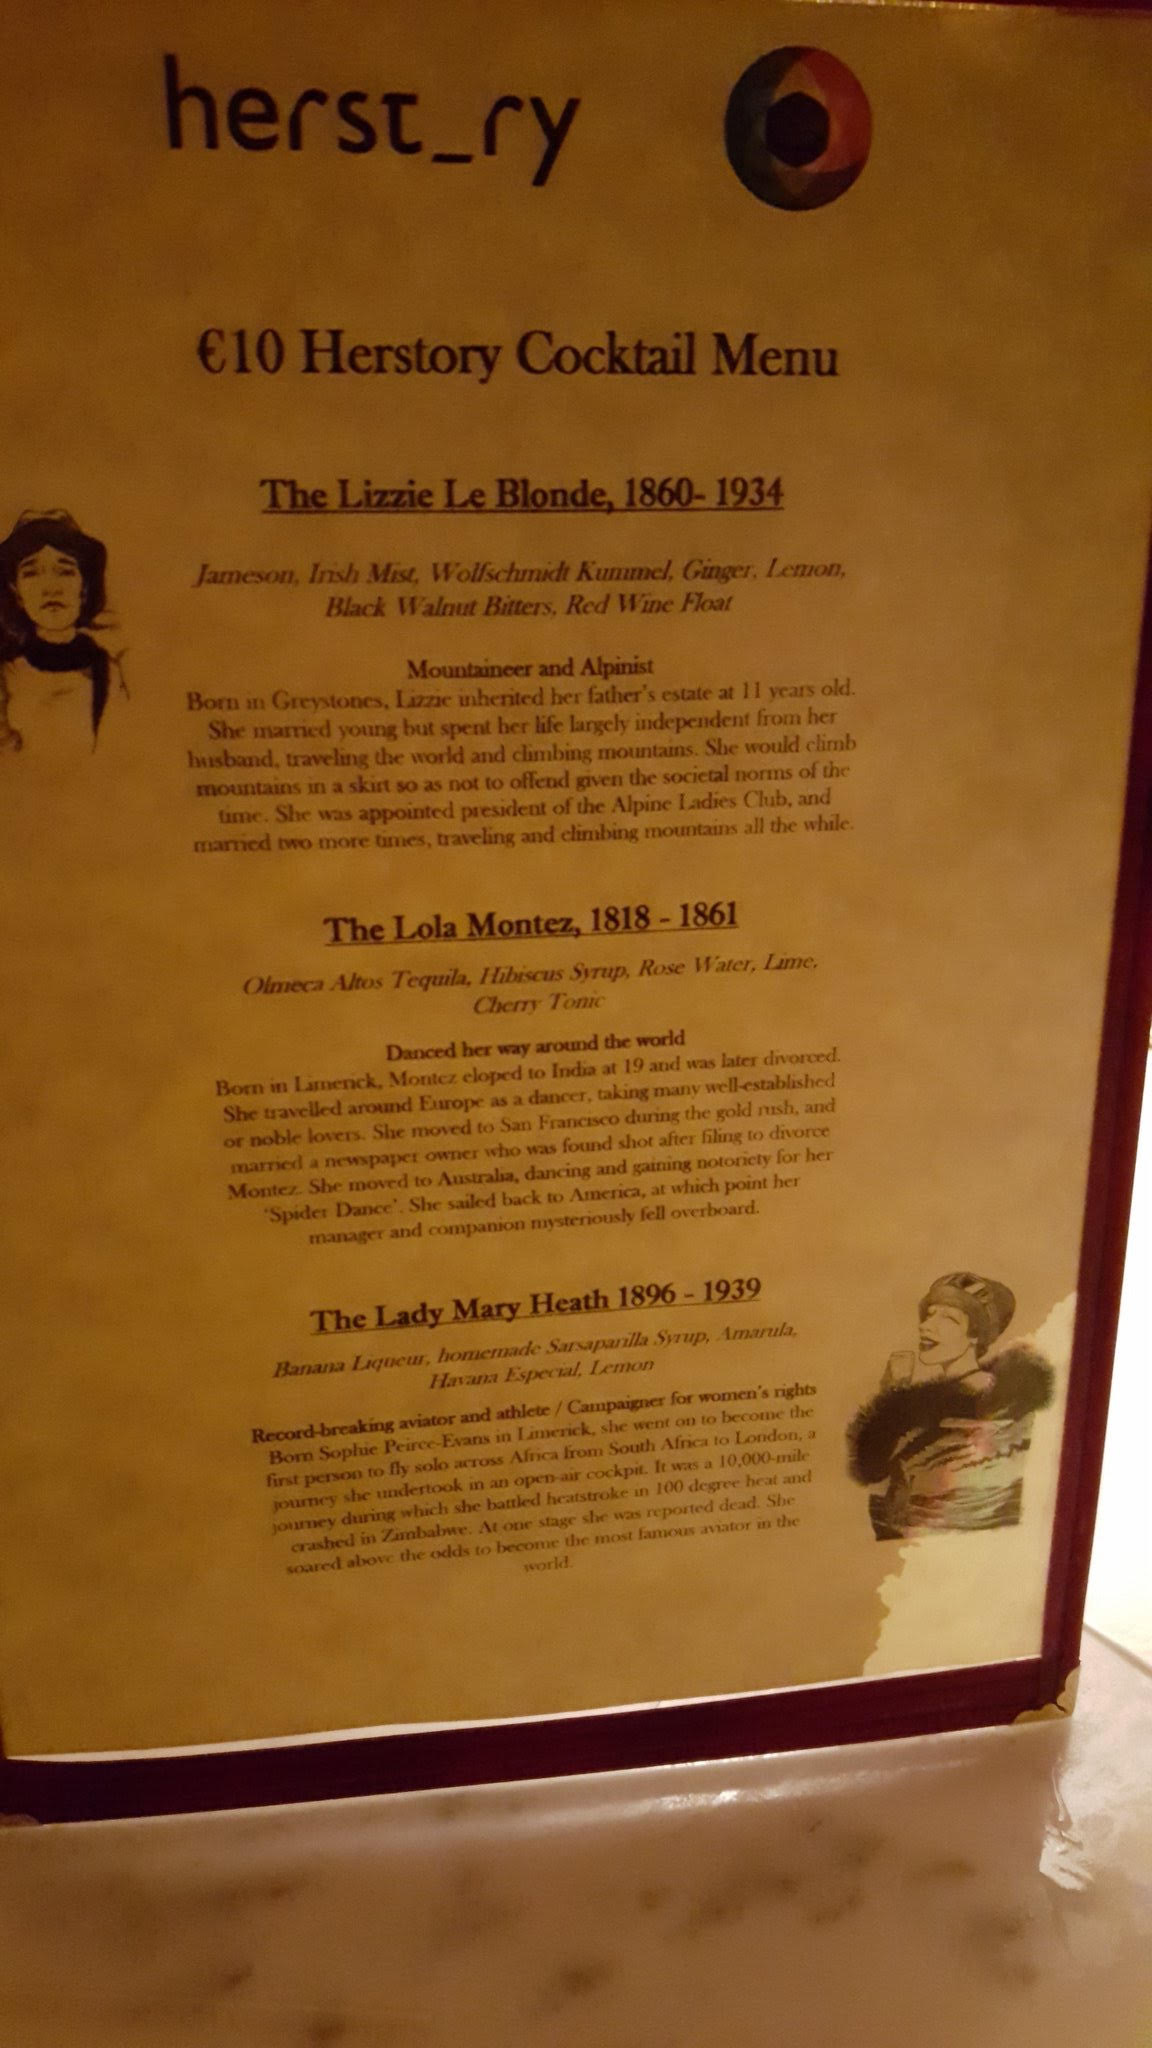 herst_ry
€10 Herstory Cocktail Menu
The Lizzie Le Blonde, 1860- 1934
Jameson, Irish Mist, Wolfschmidt Kummel, Ginger, Lemon,
Black Walnut Bitters, Red Wine Float
Mountaineer and Alpinist
Born in Greystones, Lizzie inherited her father's estate at 11 years old.
She married young but spent her life largely independent from her
husband, traveling the world and climbing mountains. She would climb
mountains in a skirt so as not to offend given the societal norms of the
time. She was appointed president of the Alpine Ladies Club, and
married two more times, traveling and climbing mountains all the while.
The Lola Montez, 1818 - 1861
Olmeca Altos Tequila, Hibiscus Syrup, Rose Water, Lime,
Cherry Tonic
Danced her way around the world
Born in Limerick, Montez eloped to India at 19 and was later divorced.
She travelled around Europe as a dancer, taking many well-established
or noble lovers. She moved to San Francisco during the gold rush, and
married a newspaper owner who was found shot after filing to divorce
Montez. She moved to Australia, dancing and gaining notoriety for her
'Spider Dance'. She sailed back to America, at which point her
manager and companion mysteriously fell overboard.
The Lady Mary Heath 1896 - 1939
Banana Liqueur, homemade Sarsaparilla Syrup, Amarula,
Havana Especial, Lemon
Record-breaking aviator and athlete / Campaigner for women's rights
Born Sophie Peirce-Evans in Limerick, she went on to become the
first person to fly solo across Africa from South Africa to London, a
journey she undertook in an open-air cockpit. It was a 10,000-mile
journey during which she battled heatstroke in 100 degree heat and
crashed in Zimbabwe. At one stage she was reported dead. She
soared above the odds to become the most famous aviator in the
world.